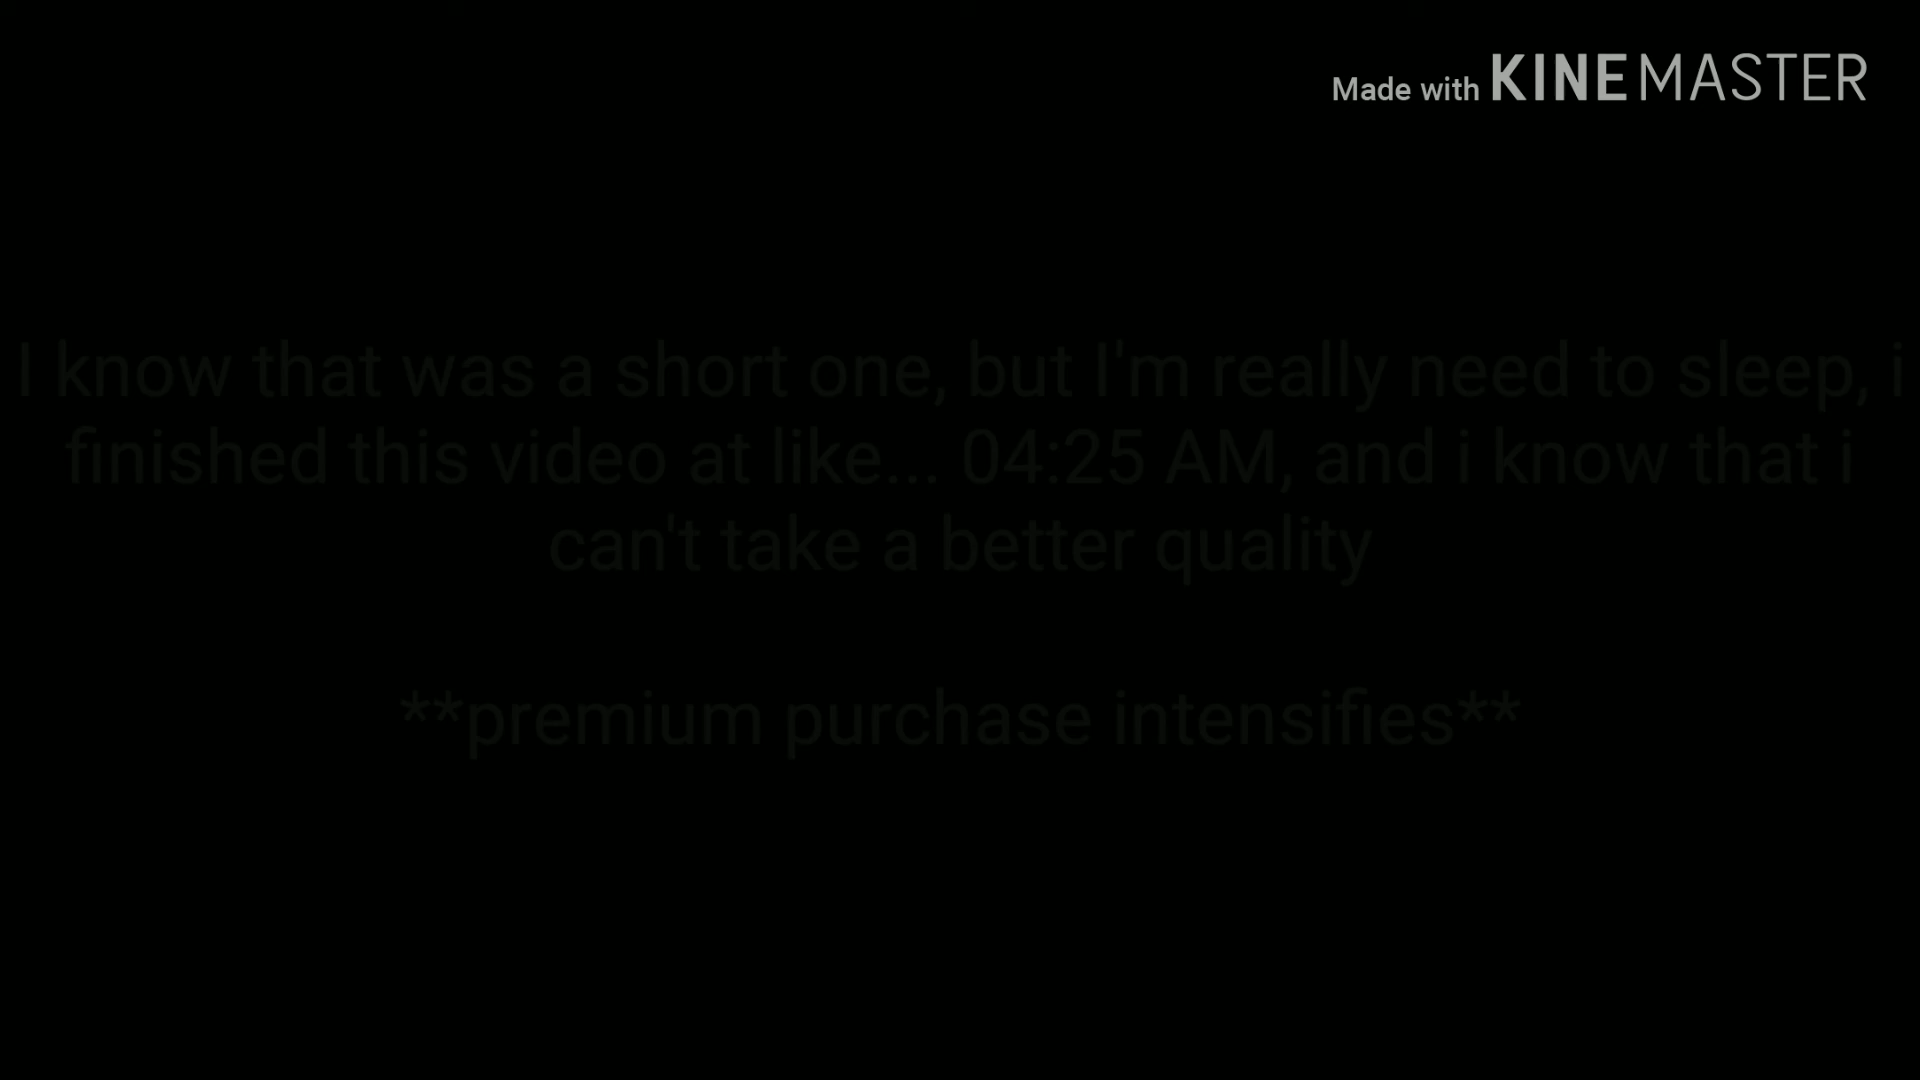 Made with KINEMASTER
I know that was a short one, but I'm really need to sleep, i
finished this video at like... 04:25 AM, and i know that i
can't take a better quality
**premium purchase intensifies**